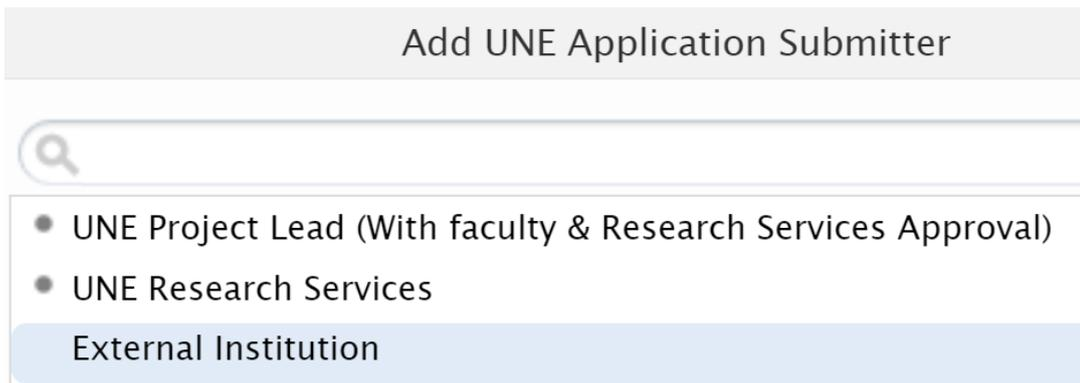 Add UNE Application Submitter
UNE Project Lead (With faculty & Research Services Approval)
UNE Research Services
External Institution